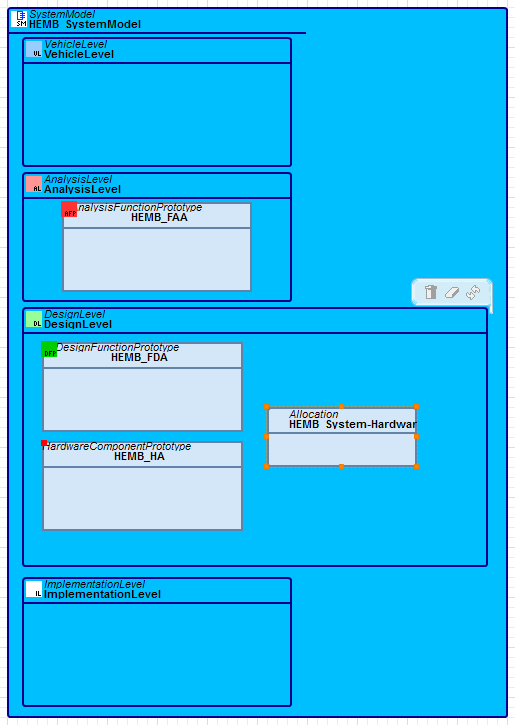 SystemModel
SM
HEMB_SystemModel
VehicleLevel
VL
VehicleLevel
AnalysisLevel
AL
AnalysisLevel
AFP
nalysisFunctionPrototype
HEMB_FAA
DesignLevel
DL
DesignLevel
DesignFunctionPrototype
DFP
HEMB_FDA
Allocation
HEMB_System-Hardwar
HardwareComponentPrototype
HEMB_HA
ImplementationLevel
IL
ImplementationLevel